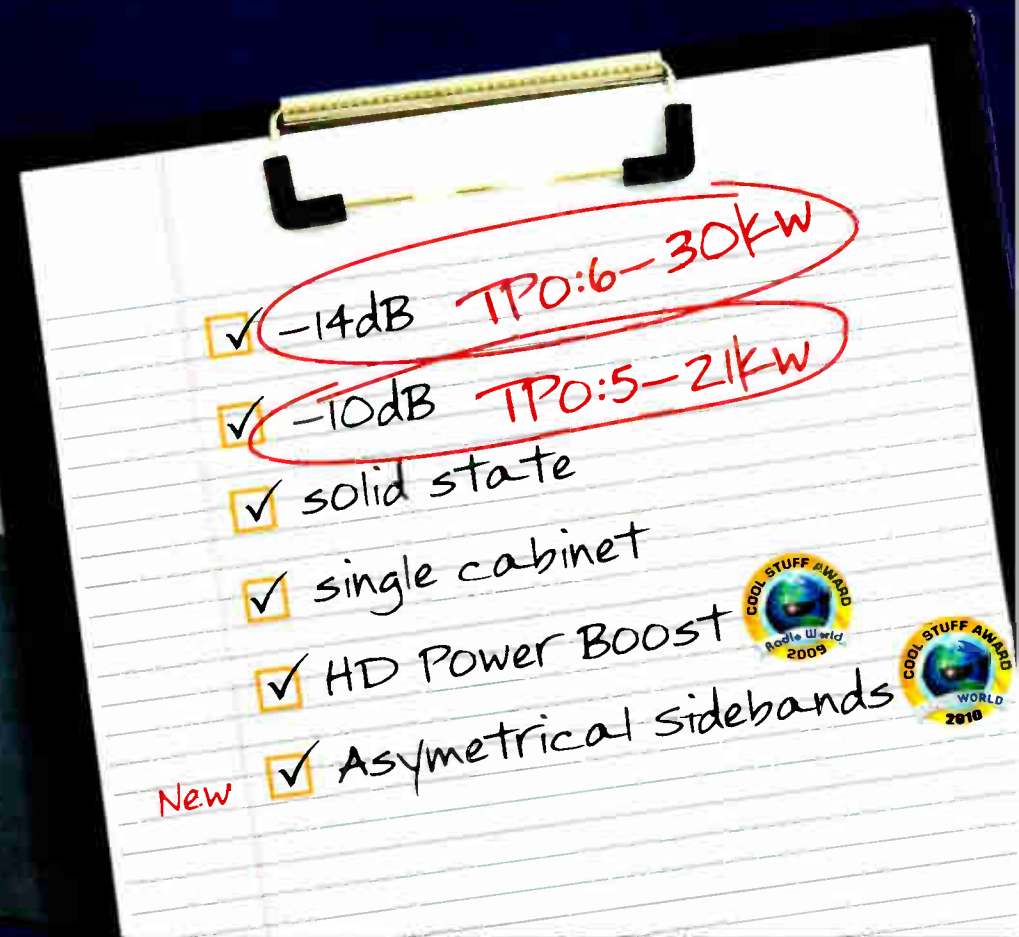 -14dB TPO:6-30KW
-10dB TPO:5-21KW
solid state
single cabinet
HD Power Boost
COOL STUFF AWARD
Radio World
2009
Asymetrical Sidebands
COOL STUFF AWARD
WORLD
2010
New